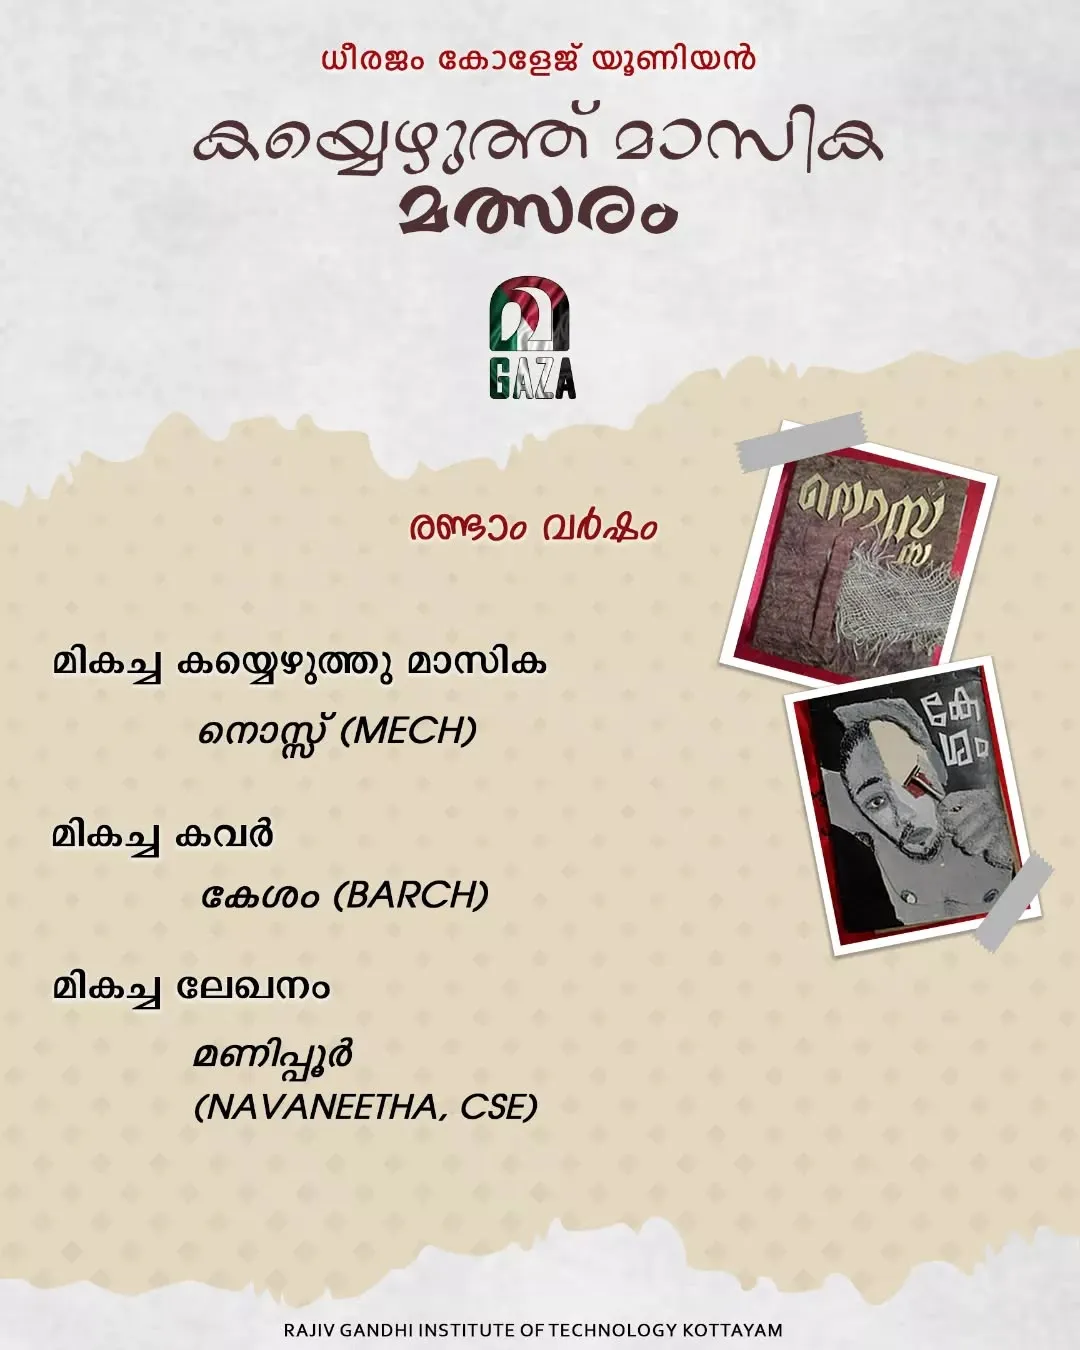 ധീരജം കോളേജ് യൂണിയൻ
കയ്യെഴുത്ത് മാസിക
മത്സരം
GAZA
രണ്ടാം വർഷം
നൊസ്സ്
മികച്ച കയ്യെഴുത്തു മാസിക
നൊസ്സ് (MECH)
കേശം
മികച്ച കവർ
കേശം (BARCH)
മികച്ച ലേഖനം
മണിപ്പൂർ
(NAVANEETHA, CSE)
RAJIV GANDHI INSTITUTE OF TECHNOLOGY KOTTAYAM